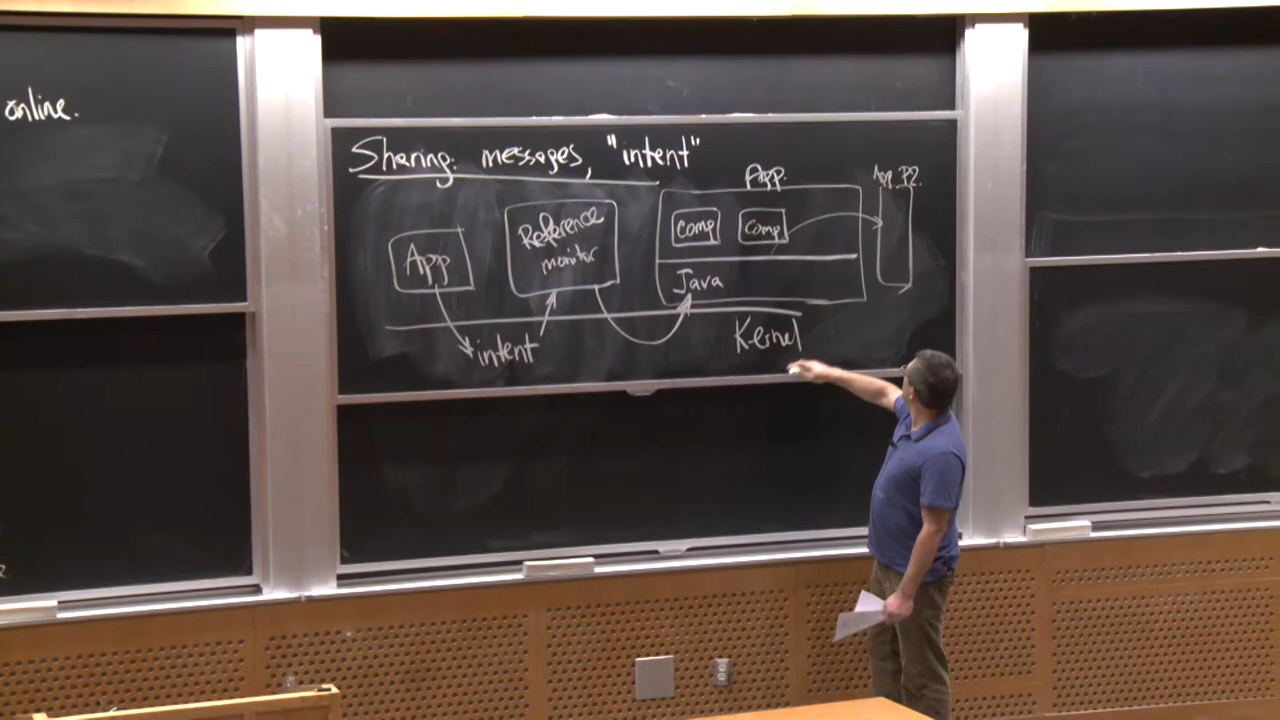 online.
Sharing: messages, "intent"
App.
App P2.
App
Reference
monitor
comp
comp
Java
intent
Kernel